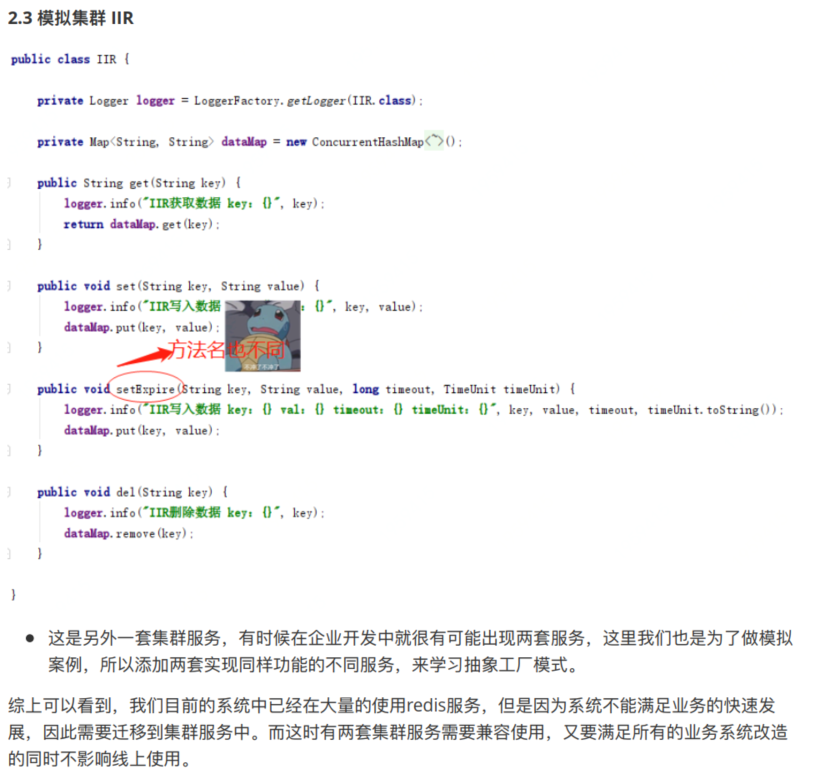 2.3 模拟集群 IIR
public class IIR {
private Logger logger = LoggerFactory.getLogger(IIR.class);
private Map<String, String> dataMap = new ConcurrentHashMap<~>();
public String get(String key) {
logger.info("IIR获取数据 key：{}", key);
return dataMap.get(key);
}
public void set(String key, String value) {
logger.info("IIR写入数据 ：{}", key, value);
dataMap.put(key, value);
}
方法名也不同
public void setExpire(String key, String value, long timeout, TimeUnit timeUnit) {
logger.info("IIR写入数据 key：{} val：{} timeout：{} timeUnit：{}", key, value, timeout, timeUnit.toString());
dataMap.put(key, value);
}
public void del(String key) {
logger.info("IIR删除数据 key：{}", key);
dataMap.remove(key);
}
}
● 这是另外一套集群服务，有时候在企业开发中就很有可能出现两套服务，这里我们也是为了做模拟
案例，所以添加两套实现同样功能的不同服务，来学习抽象工厂模式。
综上可以看到，我们目前的系统中已经在大量的使用redis服务，但是因为系统不能满足业务的快速发
展，因此需要迁移到集群服务中。而这时有两套集群服务需要兼容使用，又要满足所有的业务系统改造
的同时不影响线上使用。